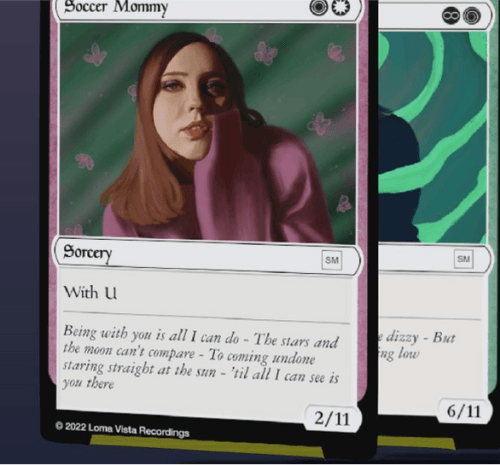 Soccer Mommy
Sorcery
SM
With U
Being with you is all I can do - The stars and
the moon can't compare - To coming undone
staring straight at the sun - 'til all I can see is
you there
2/11
© 2022 Loma Vista Recordings
SM
dizzy - But
low
6/11